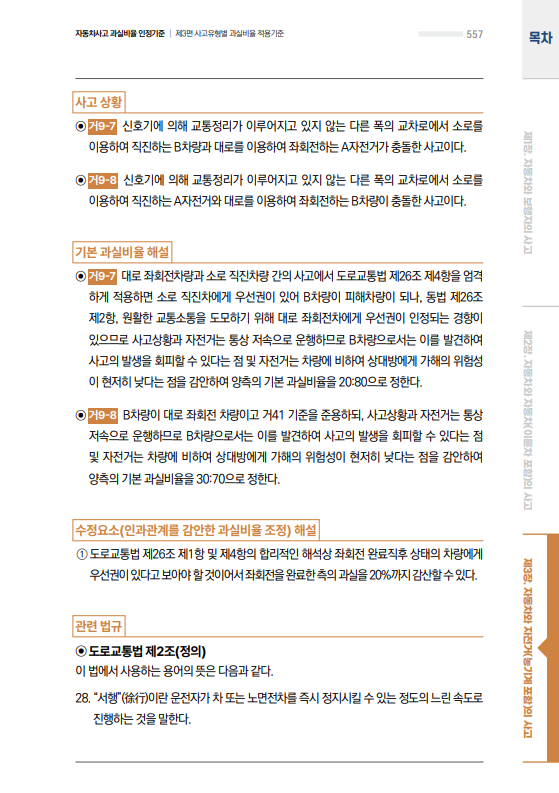 자동차사고 과실비율 인정기준 | 제3편 사고유형별 과실비율 적용기준
557
목차
사고 상황
◉ 거9-7 신호기에 의해 교통정리가 이루어지고 있지 않는 다른 폭의 교차로에서 소로를
이용하여 직진하는 B차량과 대로를 이용하여 좌회전하는 A자전거가 충돌한 사고이다.
◉ 거9-8 신호기에 의해 교통정리가 이루어지고 있지 않는 다른 폭의 교차로에서 소로를
이용하여 직진하는 A자전거와 대로를 이용하여 좌회전하는 B차량이 충돌한 사고이다.
기본 과실비율 해설
◉ 거9-7 대로 좌회전차량과 소로 직진차량 간의 사고에서 도로교통법 제26조 제4항을 엄격
하게 적용하면 소로 직진차에게 우선권이 있어 B차량이 피해차량이 되나, 동법 제26조
제2항, 원활한 교통소통을 도모하기 위해 대로 좌회전차에게 우선권이 인정되는 경향이
있으므로 사고상황과 자전거는 통상 저속으로 운행하므로 B차량으로서는 이를 발견하여
사고의 발생을 회피할 수 있다는 점 및 자전거는 차량에 비하여 상대방에게 가해의 위험성
이 현저히 낮다는 점을 감안하여 양측의 기본 과실비율을 20:80으로 정한다.
◉ 거9-8 B차량이 대로 좌회전 차량이고 거41 기준을 준용하되, 사고상황과 자전거는 통상
저속으로 운행하므로 B차량으로서는 이를 발견하여 사고의 발생을 회피할 수 있다는 점
및 자전거는 차량에 비하여 상대방에게 가해의 위험성이 현저히 낮다는 점을 감안하여
양측의 기본 과실비율을 30:70으로 정한다.
수정요소(인과관계를 감안한 과실비율 조정) 해설
① 도로교통법 제26조 제1항 및 제4항의 합리적인 해석상 좌회전 완료직후 상태의 차량에게
우선권이 있다고 보아야 할 것이어서 좌회전을 완료한 측의 과실을 20%까지 감산할 수 있다.
관련 법규
◉ 도로교통법 제2조(정의)
이 법에서 사용하는 용어의 뜻은 다음과 같다.
28. “서행”(徐行)이란 운전자가 차 또는 노면전차를 즉시 정지시킬 수 있는 정도의 느린 속도로
진행하는 것을 말한다.
제1장. 자동차와 보행자의 사고
제2장. 자동차와 자동차(이륜차 포함)의 사고
제3장. 자동차와 자전거(농기계 포함)의 사고